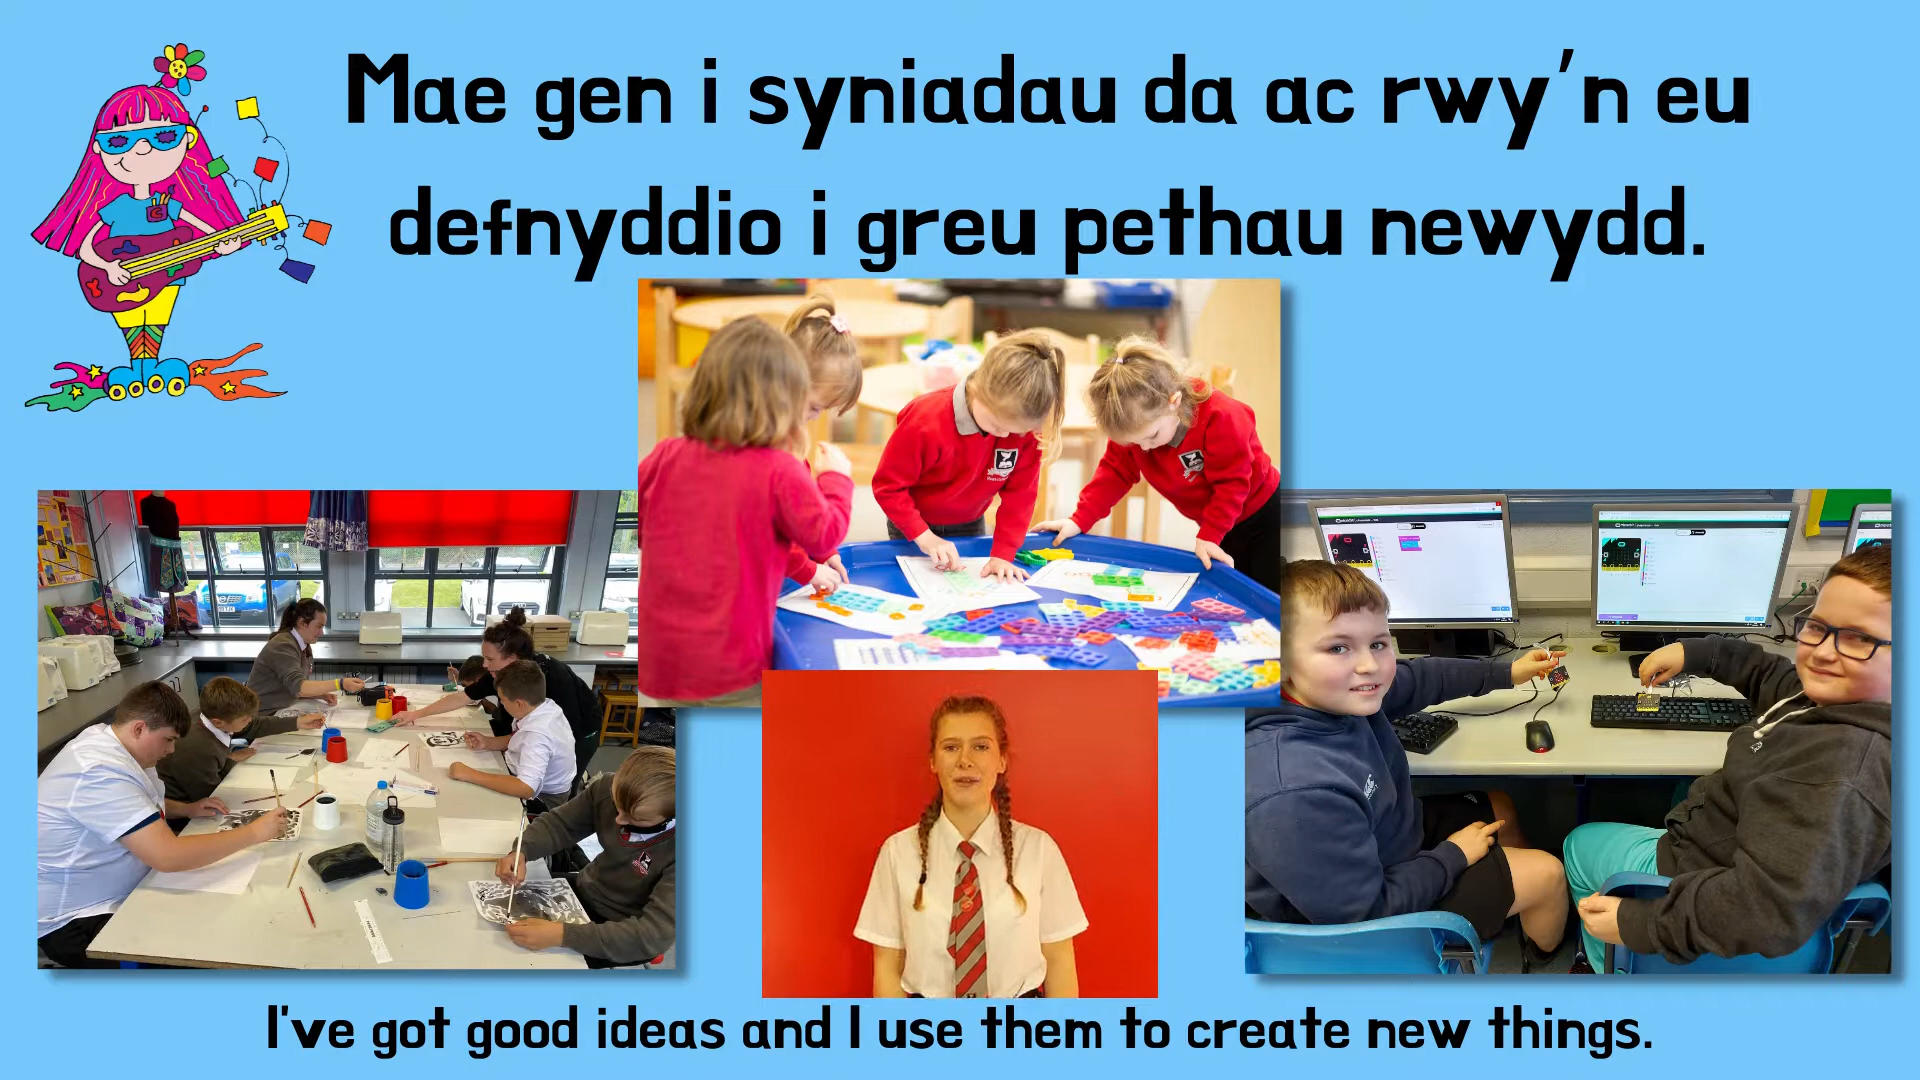 Mae gen i syniadau da ac rwy'n eu
defnyddio i greu pethau newydd.
I've got good ideas and I use them to create new things.